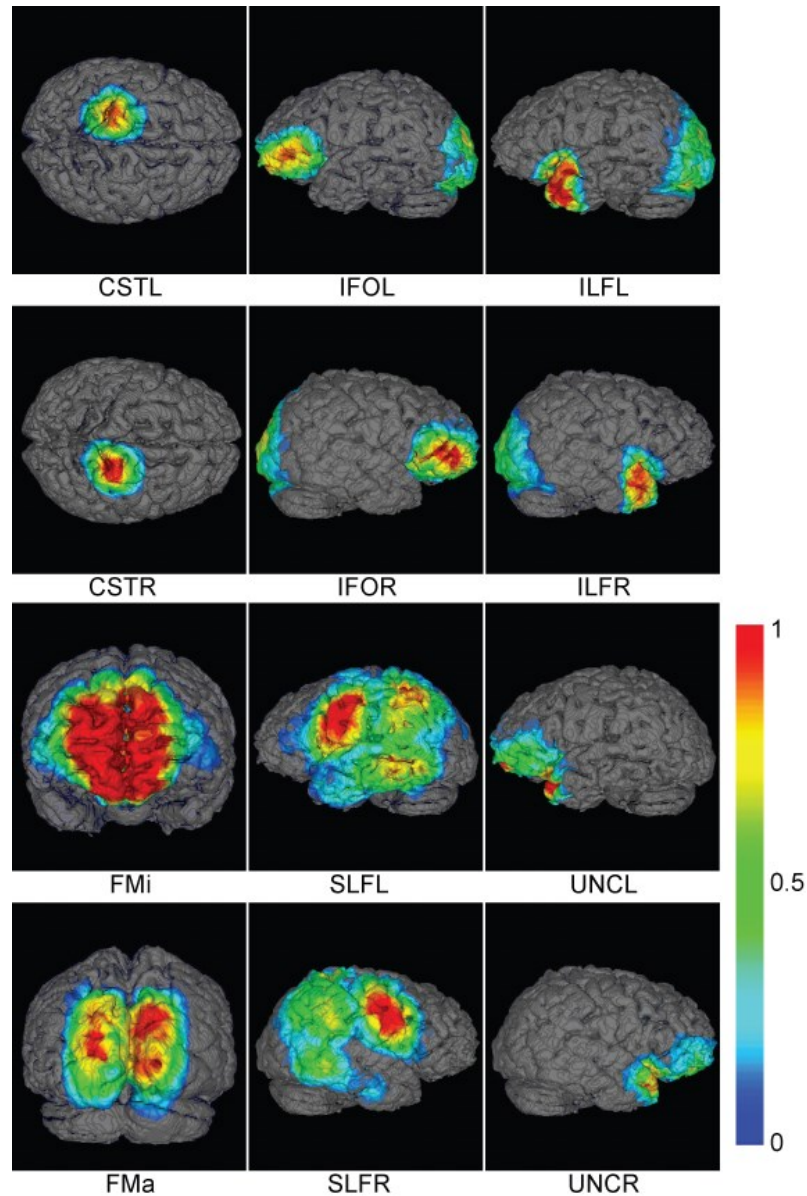 CSTL IFOL ILFL
CSTR IFOR ILFR
1
FMi SLFL UNCL
0.5
0
FMa SLFR UNCR